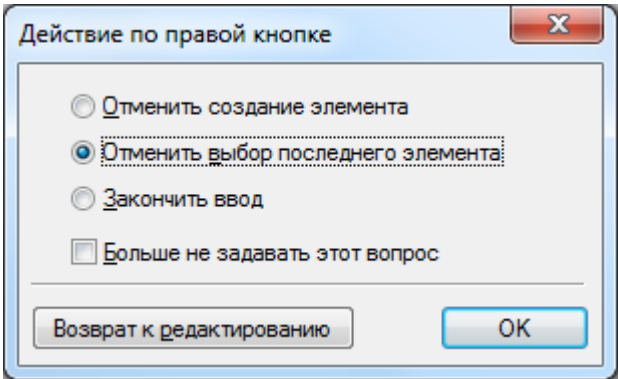 Действие по правой кнопке
Отменить создание элемента
Отменить выбор последнего элемента
Закончить ввод
Больше не задавать этот вопрос
Возврат к редактированию
OK